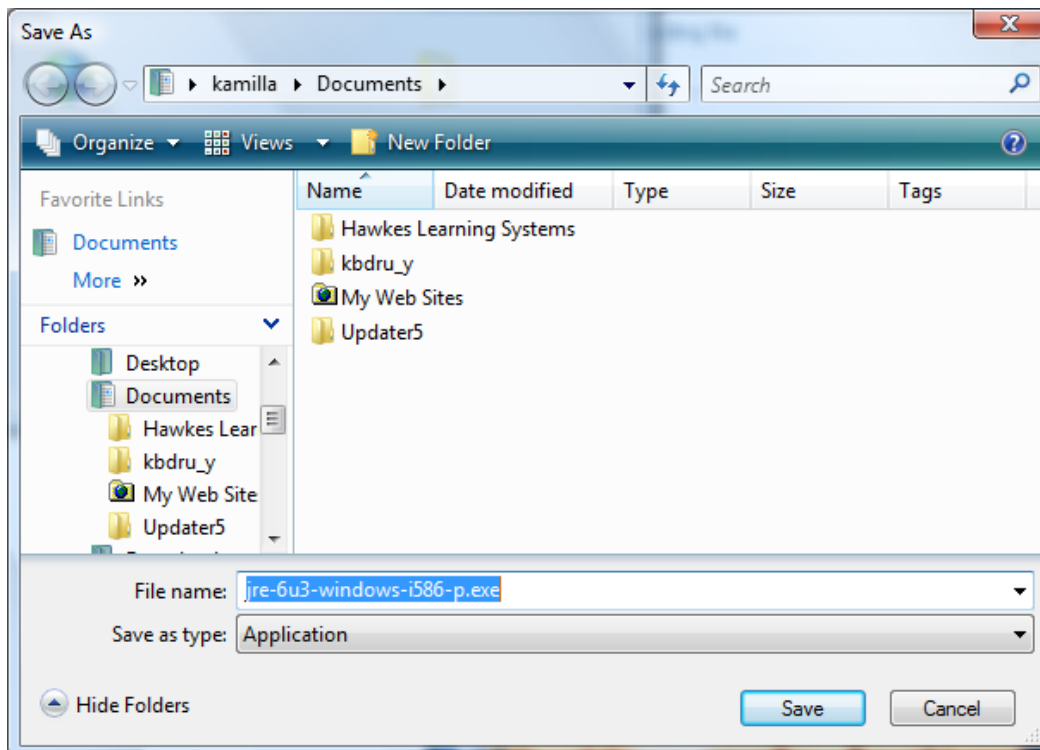 Save As
kamilla Documents Search
Organize Views New Folder
Favorite Links
Documents
More »
Folders
Desktop
Documents
Hawkes Lear
kbdru_y
My Web Site
Updater5
Name Date modified Type Size Tags
Hawkes Learning Systems
kbdru_y
My Web Sites
Updater5
File name: jre-6u3-windows-i586-p.exe
Save as type: Application
Hide Folders Save Cancel